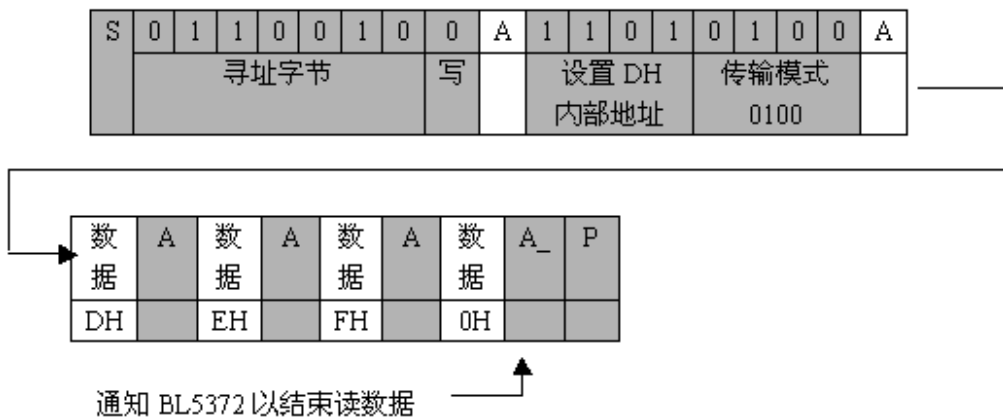 S 0 1 1 0 0 1 0 0 A 1 1 0 1 0 1 0 0 A
寻址字节 写 设置 DH 传输模式
内部地址 0100
数 A 数 A 数 A 数 A_ P
据 据 据 据
DH EH FH 0H
通知 BL5372以结束读数据